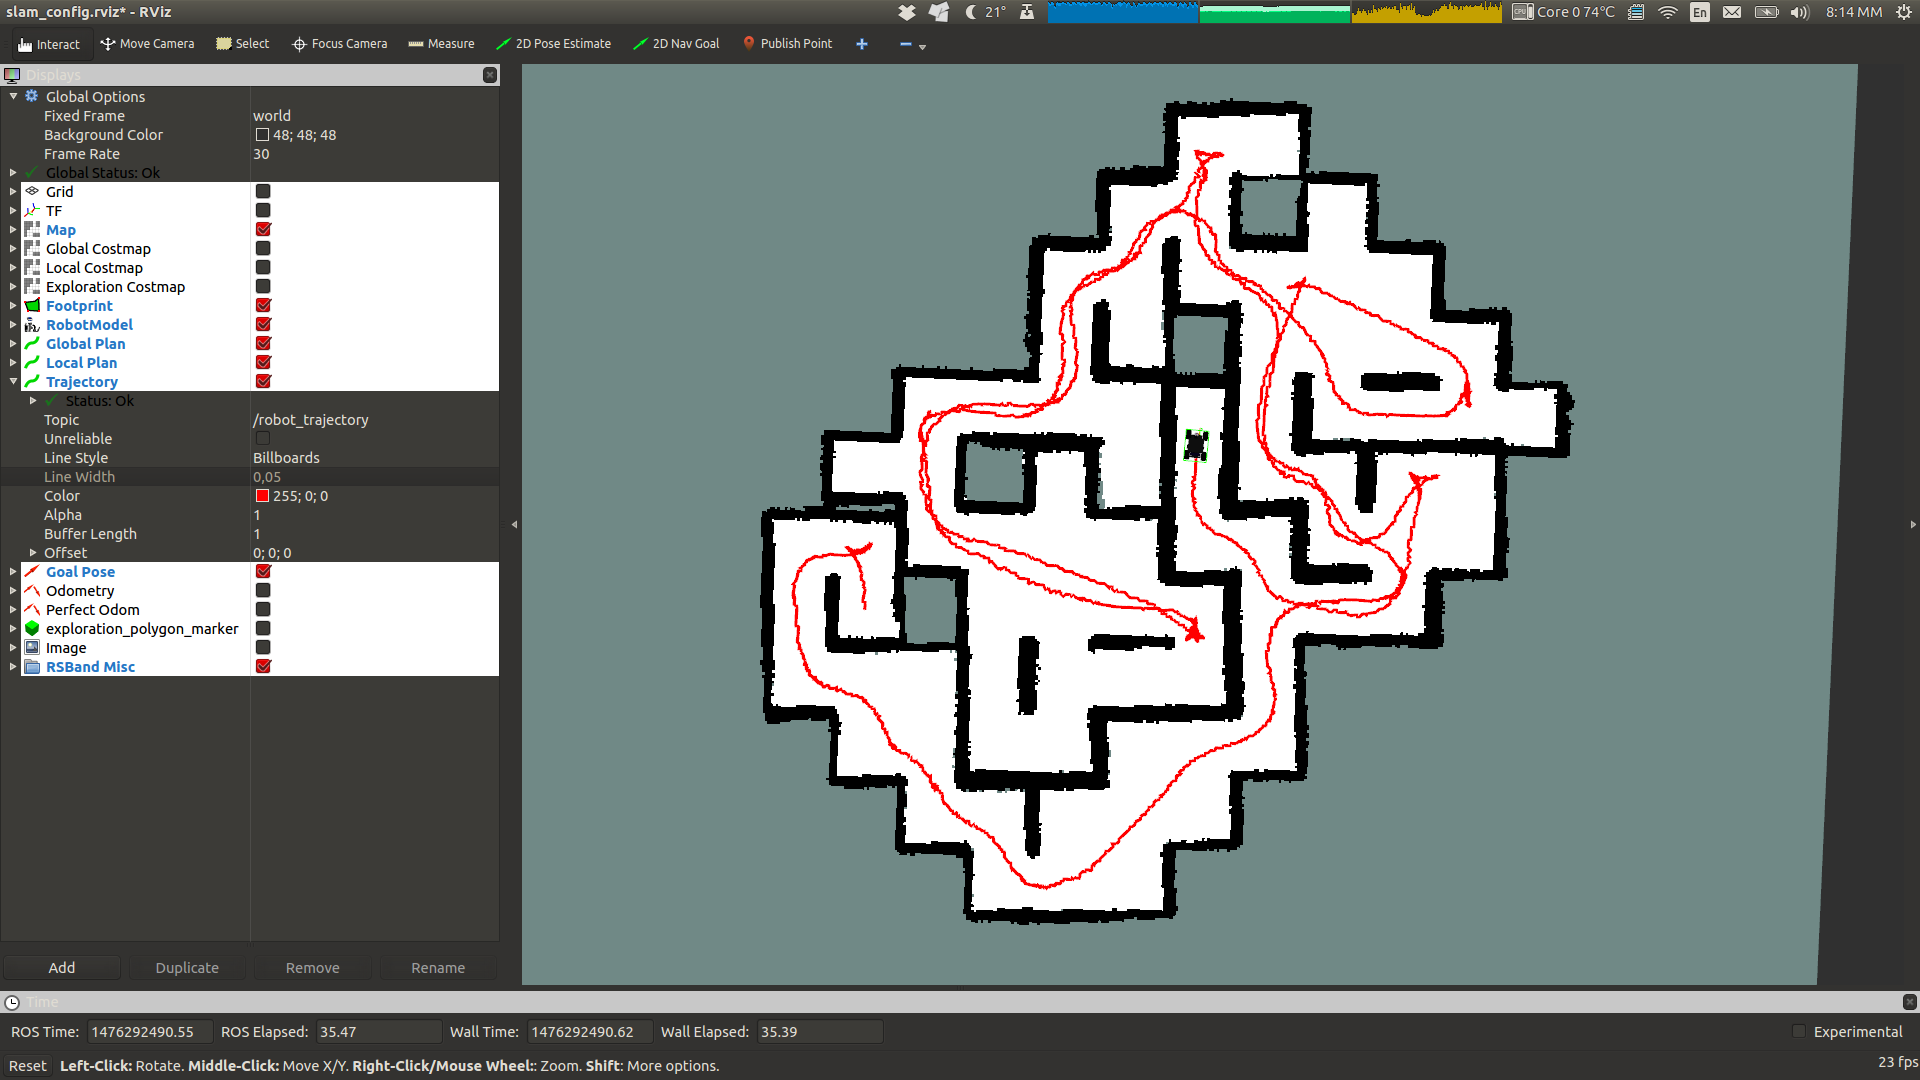 slam_config.rviz* - RViz
21° Core 0 74°C En 8:14 MM
Interact Move Camera Select Focus Camera Measure 2D Pose Estimate 2D Nav Goal Publish Point
Displays
Global Options
Fixed Frame world
Background Color 48; 48; 48
Frame Rate 30
Global Status: Ok
Grid
TF
Map
Global Costmap
Local Costmap
Exploration Costmap
Footprint
RobotModel
Global Plan
Local Plan
Trajectory
Status: Ok
Topic /robot_trajectory
Unreliable
Line Style Billboards
Line Width 0,05
Color 255; 0; 0
Alpha 1
Buffer Length 1
Offset 0; 0; 0
Goal Pose
Odometry
Perfect Odom
exploration_polygon_marker
Image
RSBand Misc
Add Duplicate Remove Rename
Time
ROS Time: 1476292490.55 ROS Elapsed: 35.47 Wall Time: 1476292490.62 Wall Elapsed: 35.39 Experimental
Reset Left-Click: Rotate. Middle-Click: Move X/Y. Right-Click/Mouse Wheel:: Zoom. Shift: More options. 23 fps